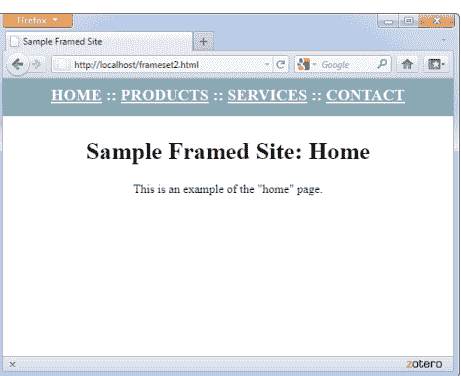 Firefox
Sample Framed Site
http://localhost/frameset2.html
Google
HOME :: PRODUCTS :: SERVICES :: CONTACT
Sample Framed Site: Home
This is an example of the "home" page.
zotero